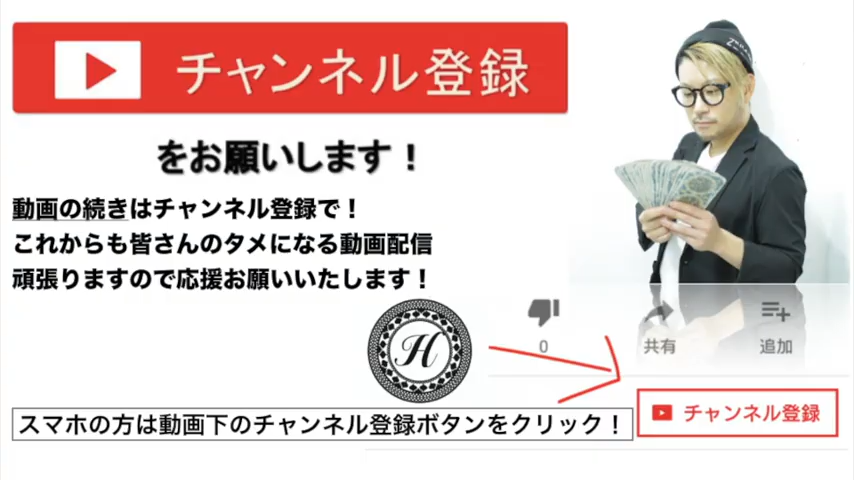 チャンネル登録
をお願いします！
動画の続きはチャンネル登録で！
これからも皆さんのタメになる動画配信
頑張りますので応援お願いいたします！
H
0
共有
追加
チャンネル登録
スマホの方は動画下のチャンネル登録ボタンをクリック！